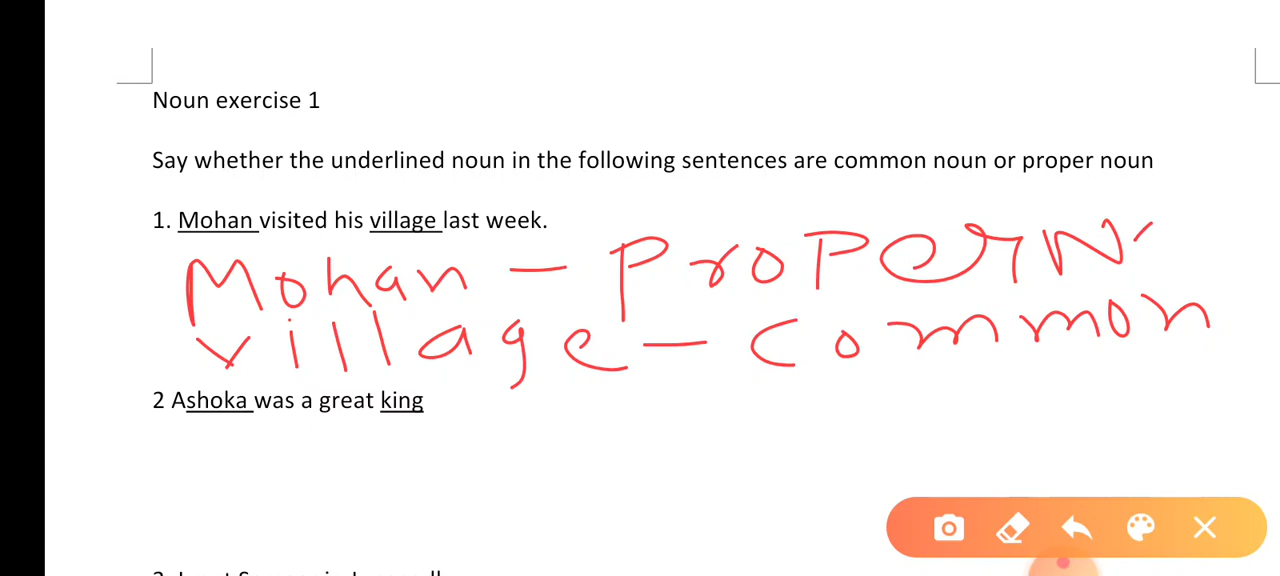 Noun exercise 1
Say whether the underlined noun in the following sentences are common noun or proper noun
1. Mohan visited his village last week.
Mohan - Proper N
village - common
2 Ashoka was a great king